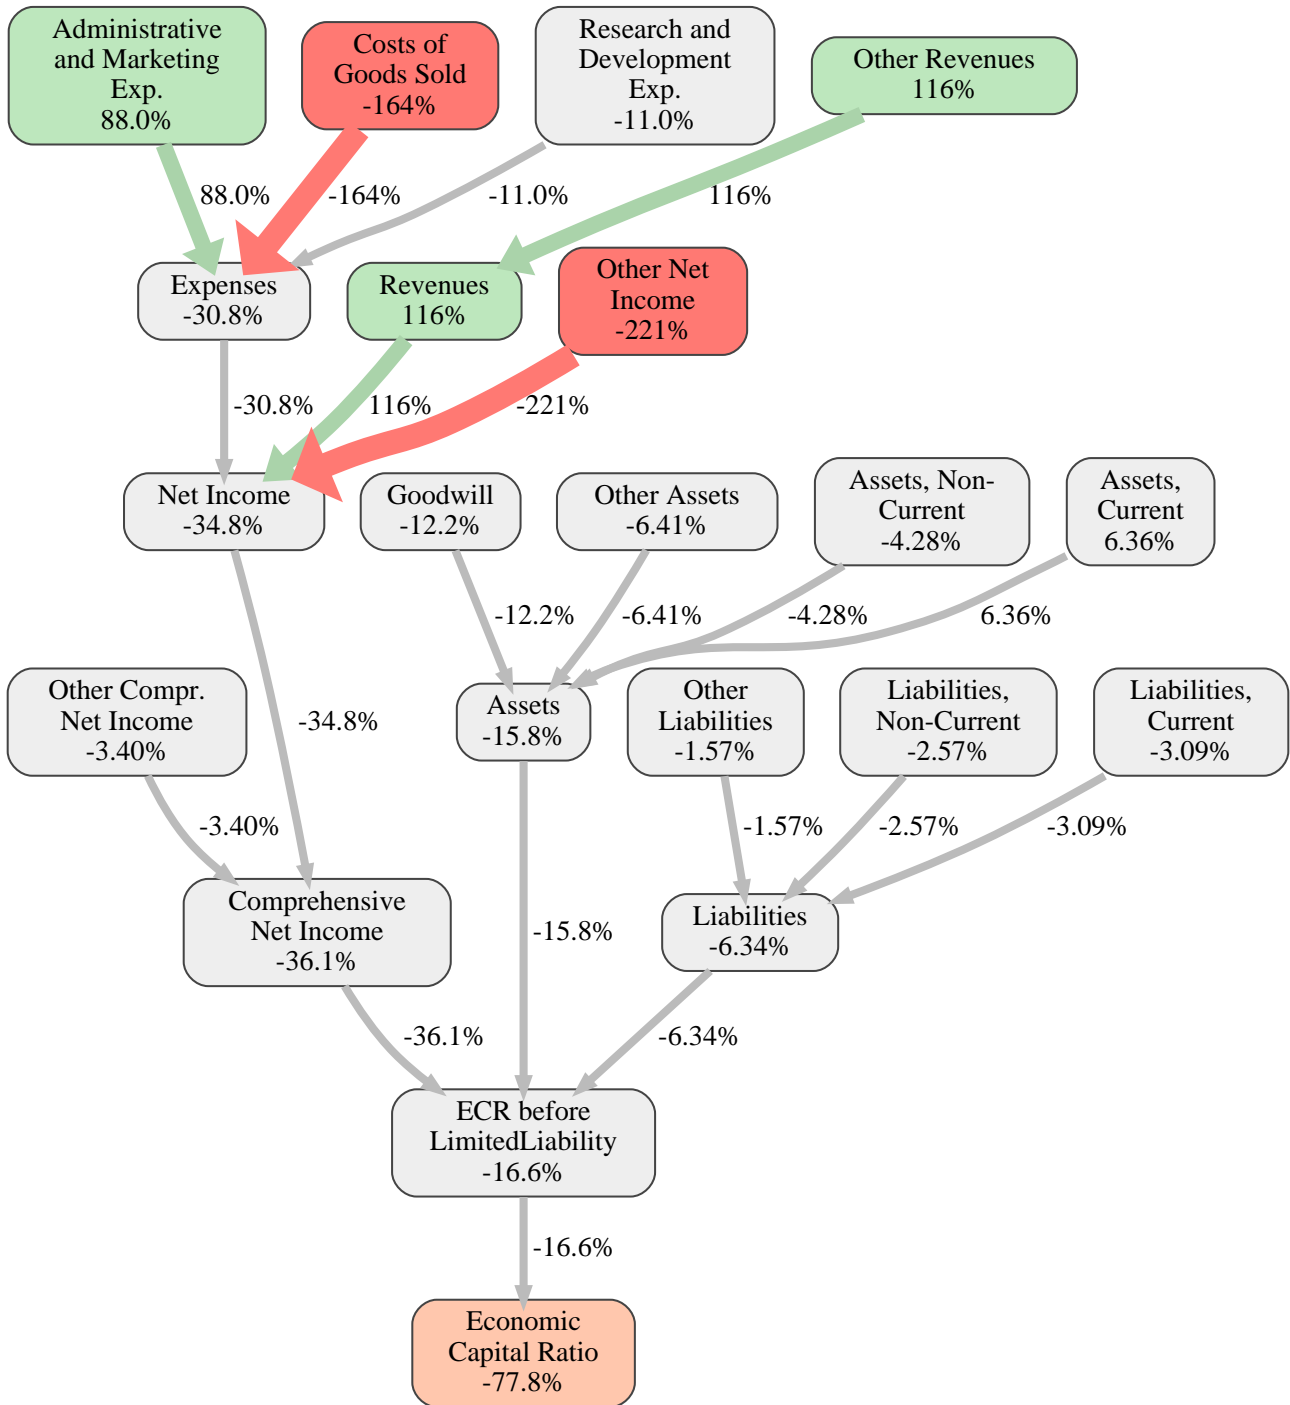 Administrative
and Marketing
Exp.
88.0%
Costs of
Goods Sold
-164%
Research and
Development
Exp.
-11.0%
Other Revenues
116%
88.0%
-164%
-11.0%
116%
Expenses
-30.8%
Revenues
116%
Other Net
Income
-221%
-30.8%
116%
-221%
Net Income
-34.8%
Goodwill
-12.2%
Other Assets
-6.41%
Assets, Non-
Current
-4.28%
Assets,
Current
6.36%
-12.2%
-6.41%
-4.28%
6.36%
Other Compr.
Net Income
-3.40%
-34.8%
Assets
-15.8%
Other
Liabilities
-1.57%
Liabilities,
Non-Current
-2.57%
Liabilities,
Current
-3.09%
-3.40%
-1.57%
-2.57%
-3.09%
Comprehensive
Net Income
-36.1%
-15.8%
Liabilities
-6.34%
-36.1%
-6.34%
ECR before
LimitedLiability
-16.6%
-16.6%
Economic
Capital Ratio
-77.8%